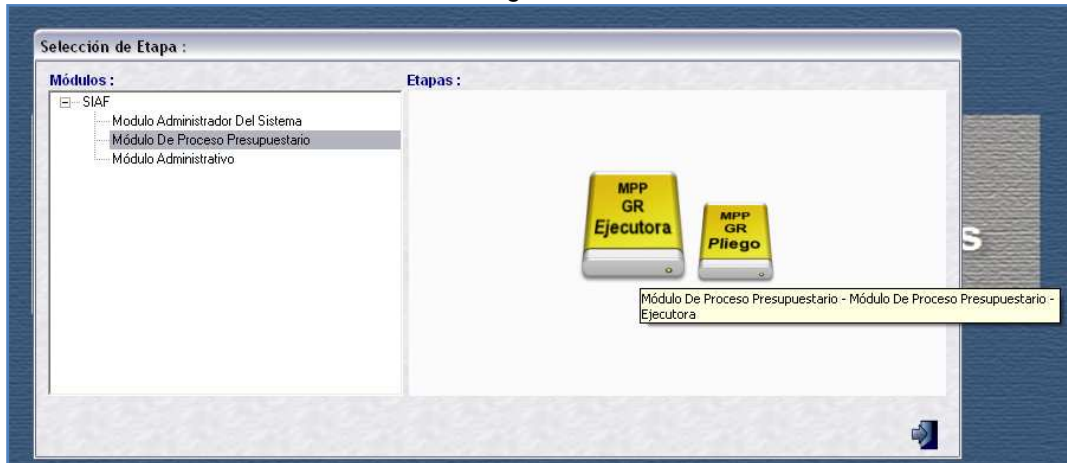 Selección de Etapa :
Módulos :
Etapas :
SIAF
Modulo Administrador Del Sistema
Módulo De Proceso Presupuestario
Módulo Administrativo
MPP
GR
Ejecutora
MPP
GR
Pliego
s
Módulo De Proceso Presupuestario - Módulo De Proceso Presupuestario -
Ejecutora